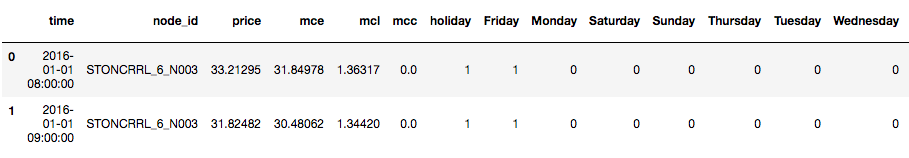 time node_id price mce mcl mcc holiday Friday Monday Saturday Sunday Thursday Tuesday Wednesday
0 2016-
01-01 STONCRRL_6_N003 33.21295 31.84978 1.36317 0.0 1 1 0 0 0 0 0 0
08:00:00
1 2016-
01-01 STONCRRL_6_N003 31.82482 30.48062 1.34420 0.0 1 1 0 0 0 0 0 0
09:00:00